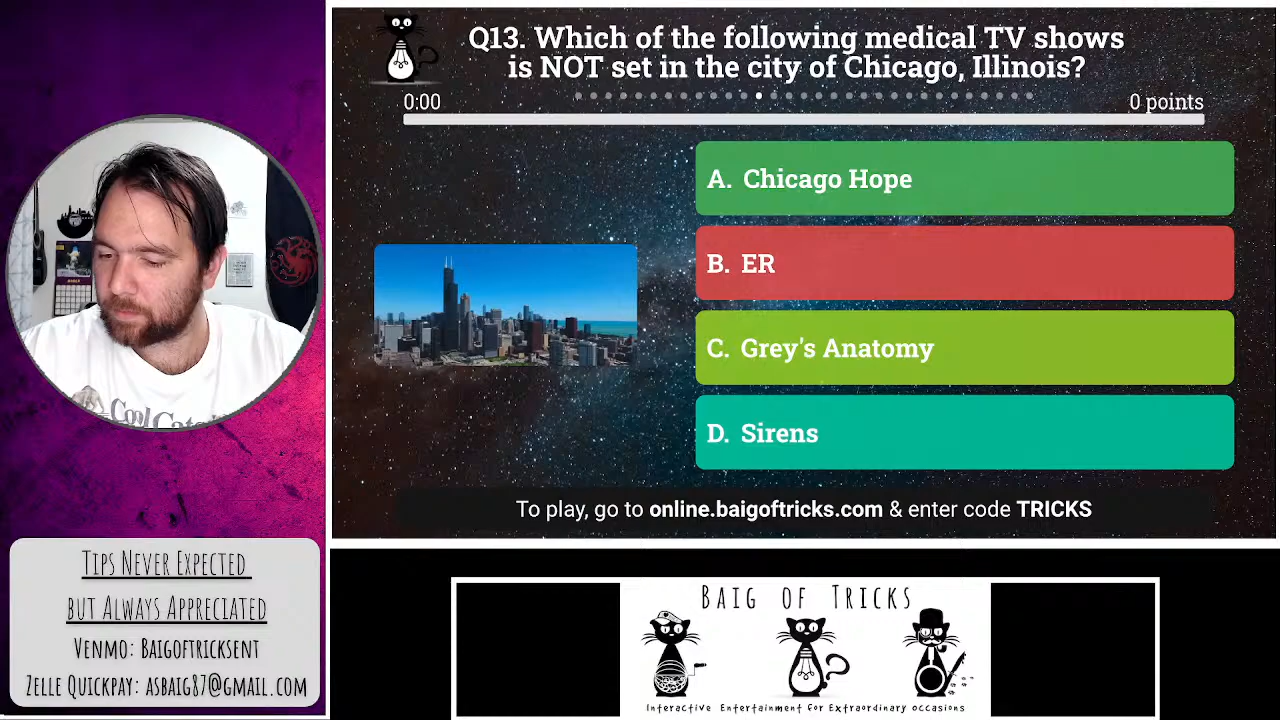 Q13. Which of the following medical TV shows
is NOT set in the city of Chicago, Illinois?
0:00
0 points
A. Chicago Hope
B. ER
C. Grey's Anatomy
D. Sirens
To play, go to online.baigoftricks.com & enter code TRICKS
Cool Cats
Tips Never Expected
but Always Appreciated
Venmo: Baigoftricksent
Zelle Quickpay: asbaig87@gmail.com
Baig of Tricks
Interactive Entertainment for Extraordinary Occasions